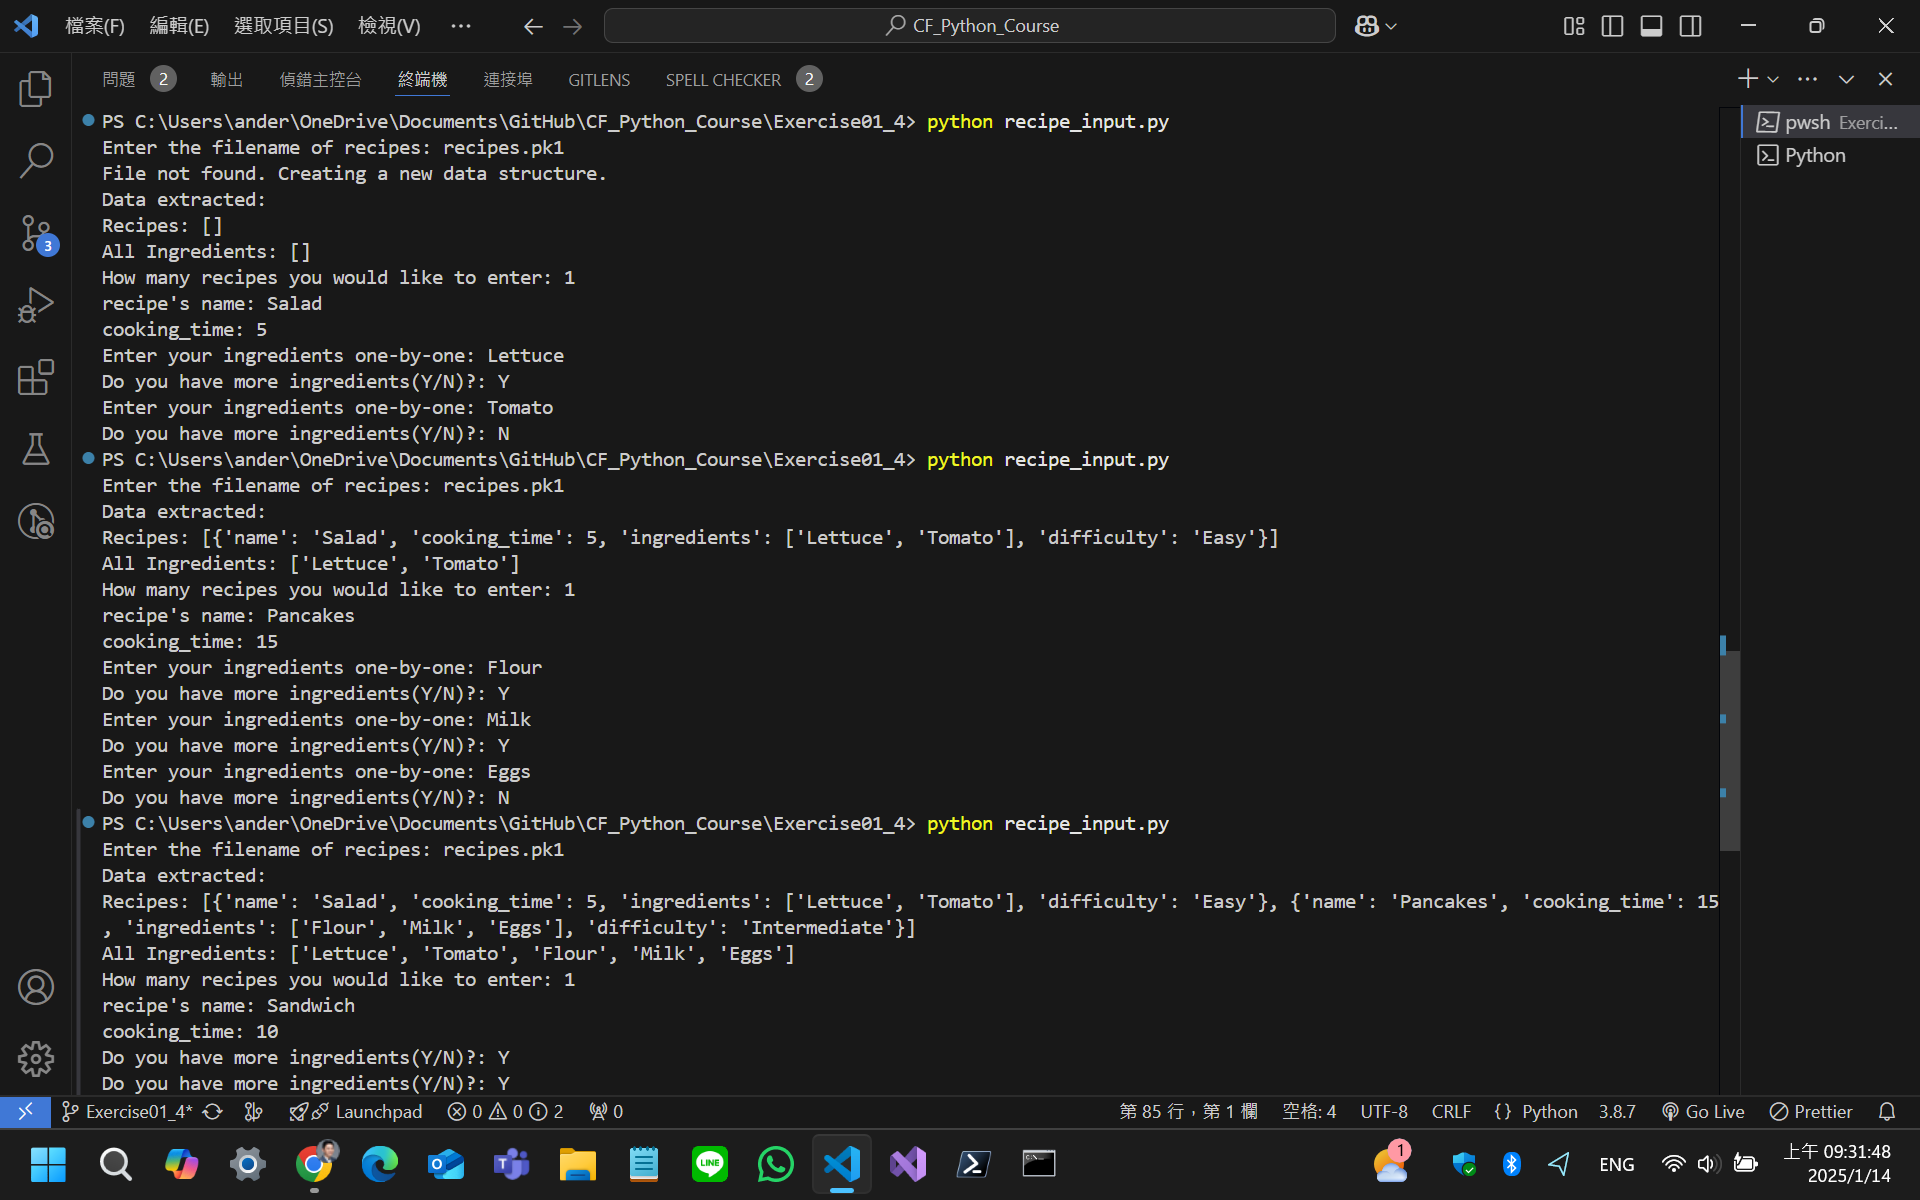 檔案(F) 編輯(E) 選取項目(S) 檢視(V) ··· CF_Python_Course
問題 2 輸出 偵錯主控台 終端機 連接埠 GITLENS SPELL CHECKER 2
PS C:\Users\ander\OneDrive\Documents\GitHub\CF_Python_Course\Exercise01_4> python recipe_input.py
Enter the filename of recipes: recipes.pk1
File not found. Creating a new data structure.
Data extracted:
Recipes: []
All Ingredients: []
How many recipes you would like to enter: 1
recipe's name: Salad
cooking_time: 5
Enter your ingredients one-by-one: Lettuce
Do you have more ingredients(Y/N)?: Y
Enter your ingredients one-by-one: Tomato
Do you have more ingredients(Y/N)?: N
PS C:\Users\ander\OneDrive\Documents\GitHub\CF_Python_Course\Exercise01_4> python recipe_input.py
Enter the filename of recipes: recipes.pk1
Data extracted:
Recipes: [{'name': 'Salad', 'cooking_time': 5, 'ingredients': ['Lettuce', 'Tomato'], 'difficulty': 'Easy'}]
All Ingredients: ['Lettuce', 'Tomato']
How many recipes you would like to enter: 1
recipe's name: Pancakes
cooking_time: 15
Enter your ingredients one-by-one: Flour
Do you have more ingredients(Y/N)?: Y
Enter your ingredients one-by-one: Milk
Do you have more ingredients(Y/N)?: Y
Enter your ingredients one-by-one: Eggs
Do you have more ingredients(Y/N)?: N
PS C:\Users\ander\OneDrive\Documents\GitHub\CF_Python_Course\Exercise01_4> python recipe_input.py
Enter the filename of recipes: recipes.pk1
Data extracted:
Recipes: [{'name': 'Salad', 'cooking_time': 5, 'ingredients': ['Lettuce', 'Tomato'], 'difficulty': 'Easy'}, {'name': 'Pancakes', 'cooking_time': 15
, 'ingredients': ['Flour', 'Milk', 'Eggs'], 'difficulty': 'Intermediate'}]
All Ingredients: ['Lettuce', 'Tomato', 'Flour', 'Milk', 'Eggs']
How many recipes you would like to enter: 1
recipe's name: Sandwich
cooking_time: 10
Do you have more ingredients(Y/N)?: Y
Do you have more ingredients(Y/N)?: Y
pwsh Exerci...
Python
3
Exercise01_4* Launchpad 0 0 2 0 第 85 行，第 1 欄 空格: 4 UTF-8 CRLF {} Python 3.8.7 Go Live Prettier
LINE 1 ENG 上午 09:31:48
2025/1/14